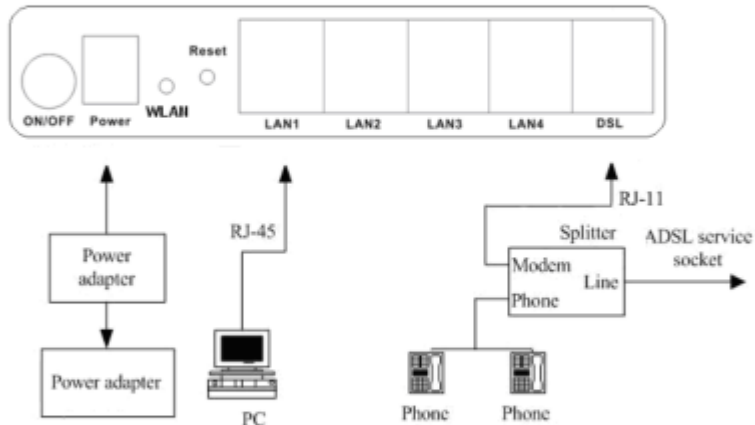 Reset
WLAN
ON/OFF Power LAN1 LAN2 LAN3 LAN4 DSL
RJ-45
RJ-11
Splitter
ADSL service
socket
Power
adapter
Modem
Line
Phone
Power adapter
PC
Phone Phone